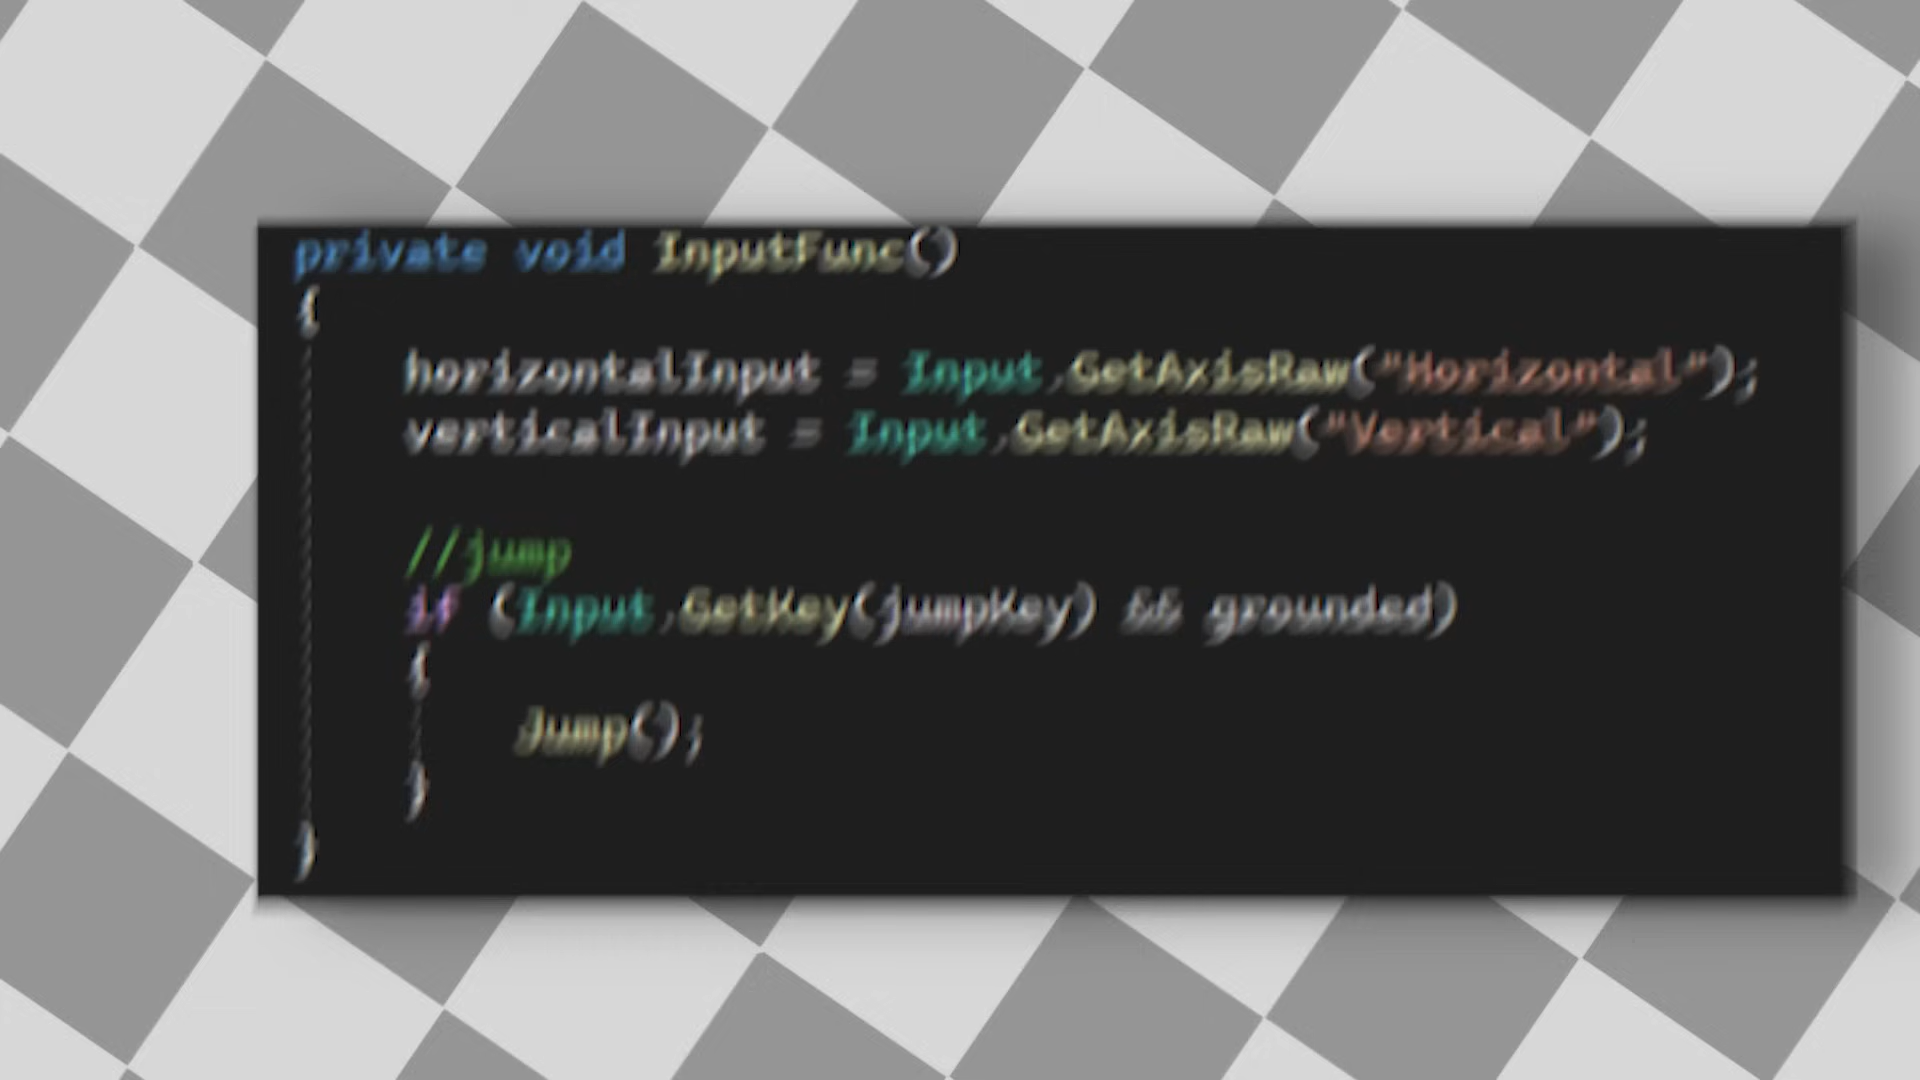 private void InputFunc()
{
horizontalInput = Input.GetAxisRaw("Horizontal");
verticalInput = Input.GetAxisRaw("Vertical");
//jump
if (Input.GetKey(jumpKey) && grounded)
{
Jump();
}
}